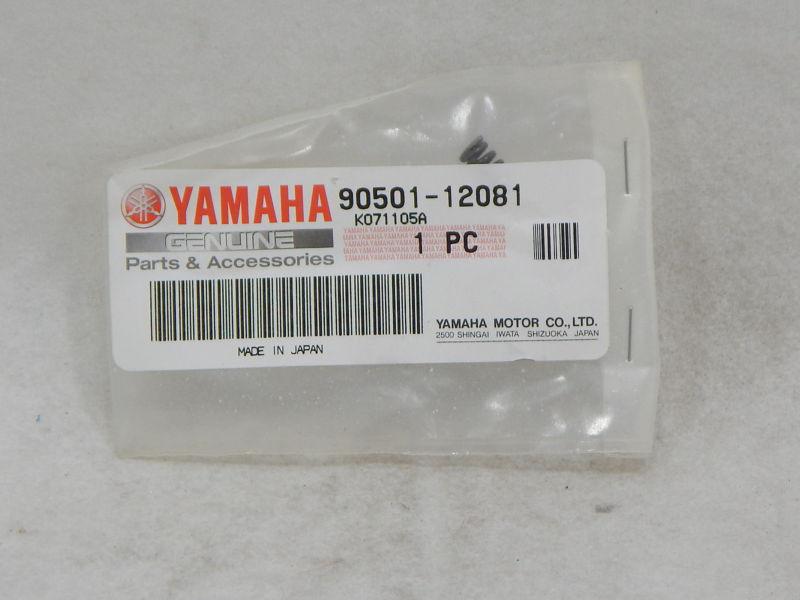 YAMAHA 90501-12081
K071105A
GENUINE
1 PC
Parts & Accessories
YAMAHA MOTOR CO.,LTD.
2500 SHINGAI IWATA SHIZUOKA JAPAN
MADE IN JAPAN